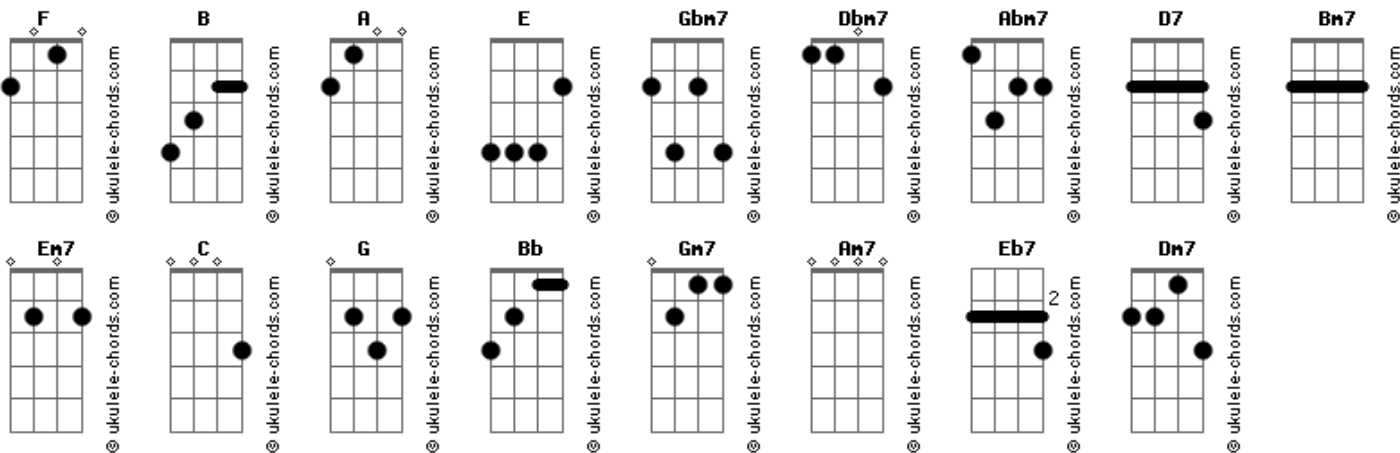 F B A E Gbm7 Dbm7 Abm7 D7 Bm7
© ukulele-chords.com © ukulele-chords.com © ukulele-chords.com © ukulele-chords.com © ukulele-chords.com © ukulele-chords.com © ukulele-chords.com © ukulele-chords.com © ukulele-chords.com
Em7 C G Bb Gm7 Am7 Eb7 Dm7
2
© ukulele-chords.com © ukulele-chords.com © ukulele-chords.com © ukulele-chords.com © ukulele-chords.com © ukulele-chords.com © ukulele-chords.com © ukulele-chords.com